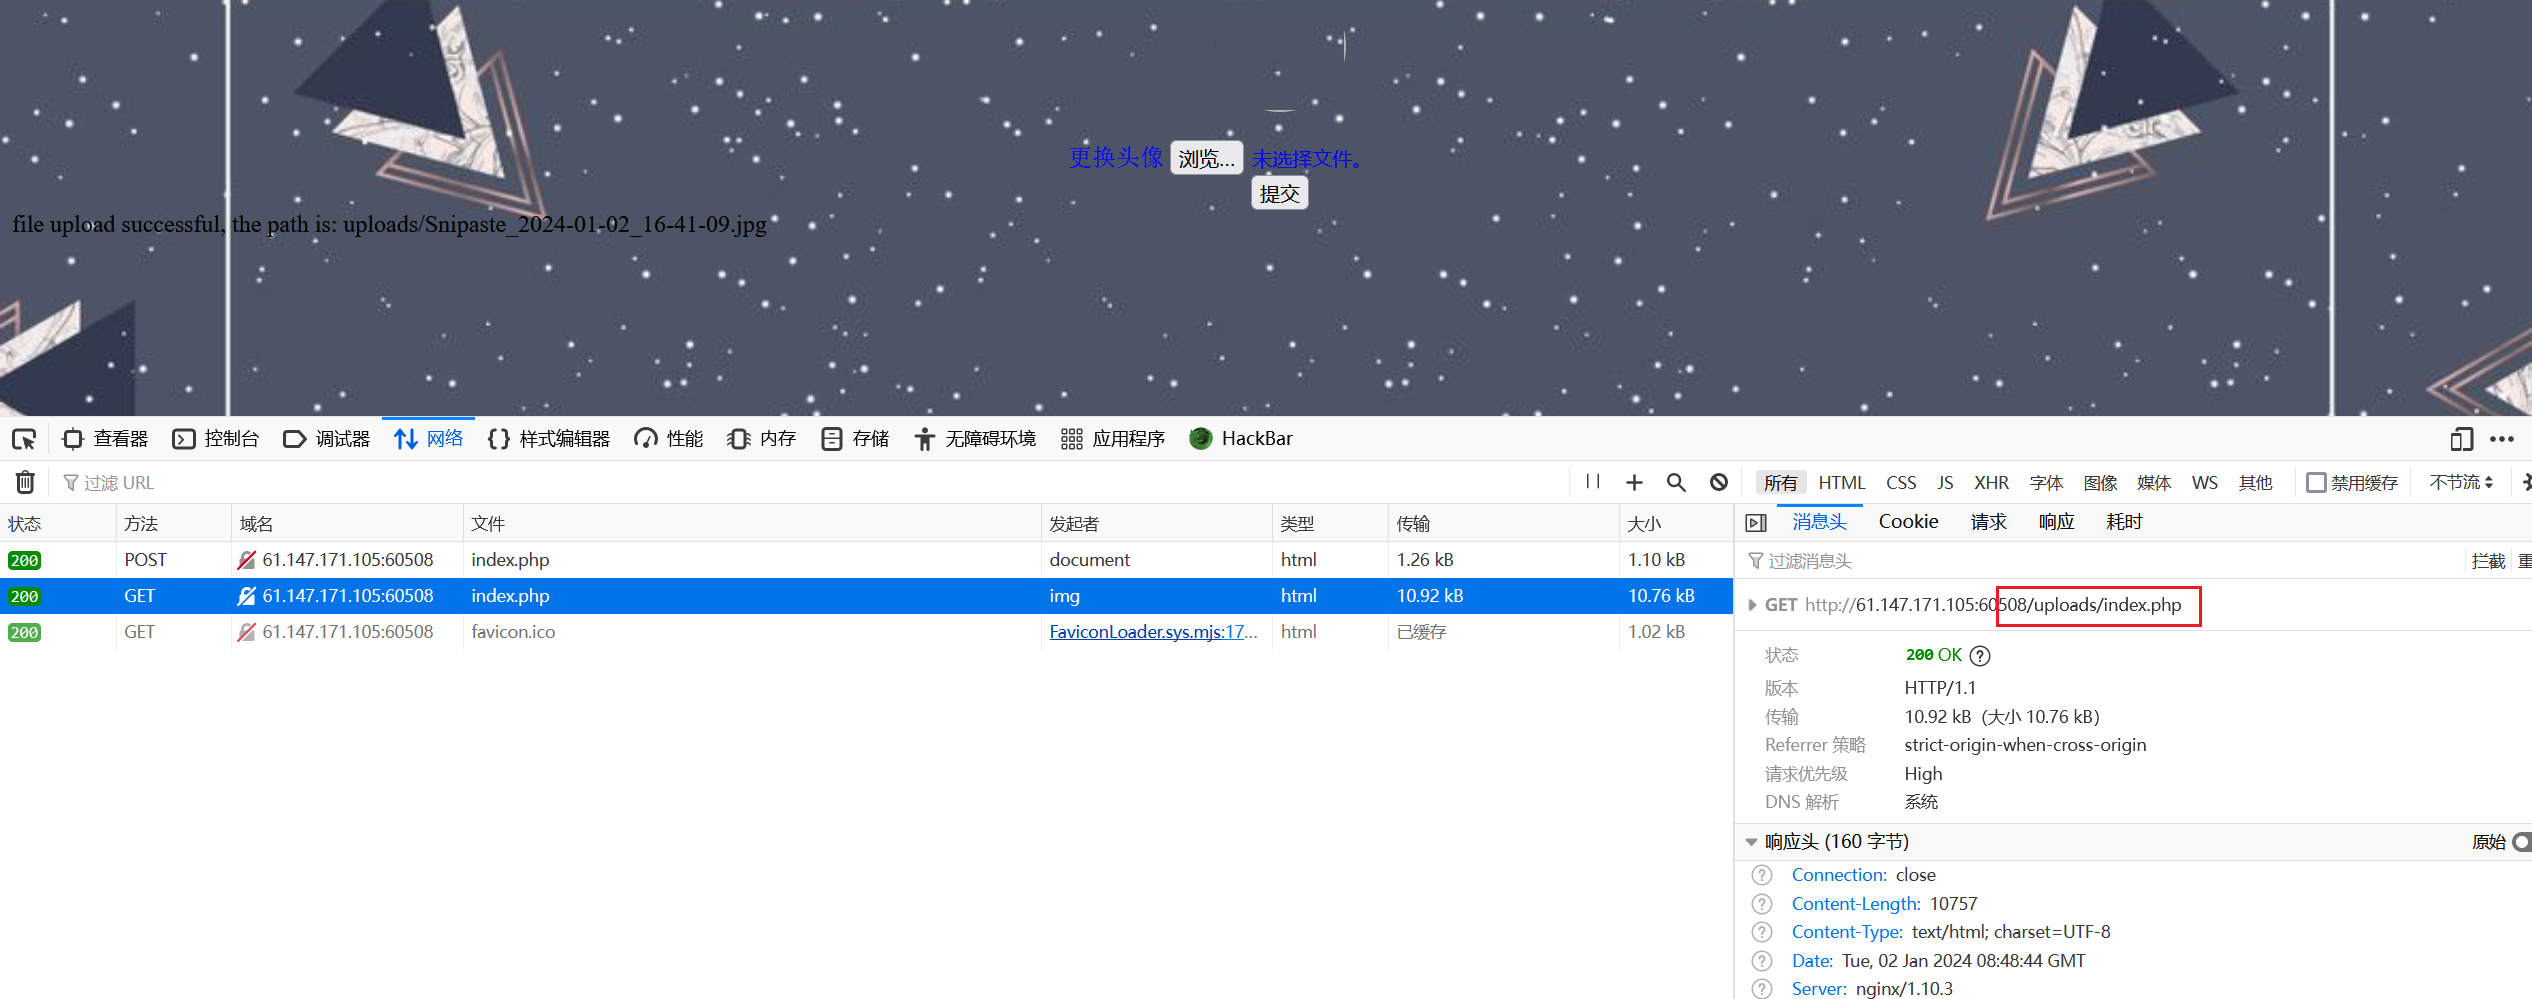 更换头像 浏览... 未选择文件。
提交
file upload successful, the path is: uploads/Snipaste_2024-01-02_16-41-09.jpg
查看器 控制台 调试器 网络 样式编辑器 性能 内存 存储 无障碍环境 应用程序 HackBar
过滤 URL
所有 HTML CSS JS XHR 字体 图像 媒体 WS 其他 禁用缓存 不节流
状态 方法 域名 文件 发起者 类型 传输 大小
200 POST 61.147.171.105:60508 index.php document html 1.26 kB 1.10 kB
200 GET 61.147.171.105:60508 index.php img html 10.92 kB 10.76 kB
200 GET 61.147.171.105:60508 favicon.ico FaviconLoader.sys.mjs:17... html 已缓存 1.02 kB
消息头 Cookie 请求 响应 耗时
过滤消息头 拦截 重
GET http://61.147.171.105:60508/uploads/index.php
状态 200 OK
版本 HTTP/1.1
传输 10.92 kB（大小 10.76 kB）
Referrer 策略 strict-origin-when-cross-origin
请求优先级 High
DNS 解析 系统
响应头 (160 字节) 原始
Connection: close
Content-Length: 10757
Content-Type: text/html; charset=UTF-8
Date: Tue, 02 Jan 2024 08:48:44 GMT
Server: nginx/1.10.3